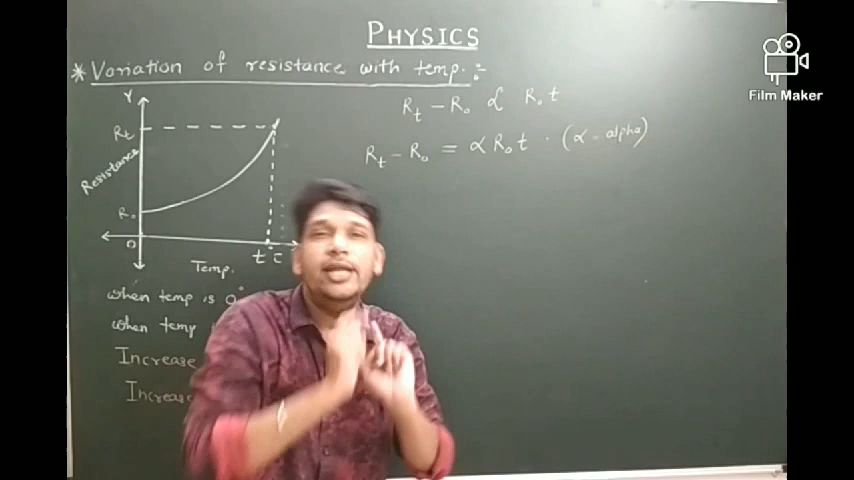 PHYSICS
* Variation of resistance with temp. :-
Rt - R₀ ∝ R₀ t
Rt - R₀ = α R₀ t . (α - alpha)
Y
Rt
Resistance
R₀
0
t°c
Temp.
when temp is 0°
when temp
Increase
Increase
Film Maker